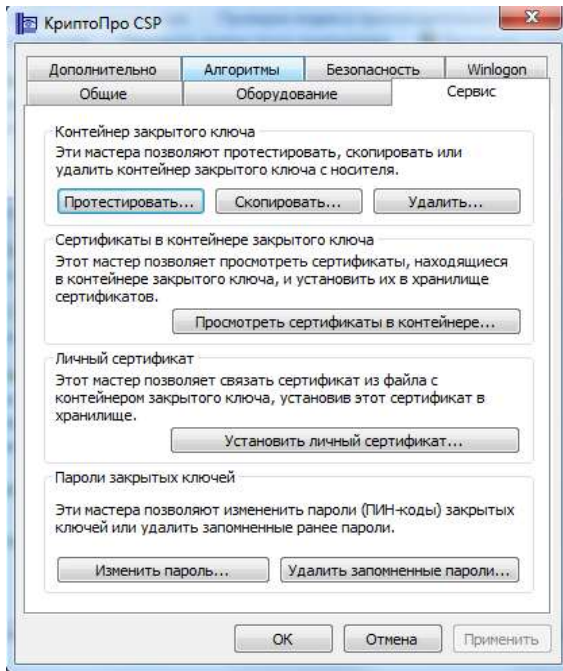 КриптоПро CSP
Дополнительно Алгоритмы Безопасность Winlogon
Общие Оборудование Сервис
Контейнер закрытого ключа
Эти мастера позволяют протестировать, скопировать или
удалить контейнер закрытого ключа с носителя.
Протестировать... Скопировать... Удалить...
Сертификаты в контейнере закрытого ключа
Этот мастер позволяет просмотреть сертификаты, находящиеся
в контейнере закрытого ключа, и установить их в хранилище
сертификатов.
Просмотреть сертификаты в контейнере...
Личный сертификат
Этот мастер позволяет связать сертификат из файла с
контейнером закрытого ключа, установив этот сертификат в
хранилище.
Установить личный сертификат...
Пароли закрытых ключей
Эти мастера позволяют измененить пароли (ПИН-коды) закрытых
ключей или удалить запомненные ранее пароли.
Изменить пароль... Удалить запомненные пароли...
ОК Отмена Применить